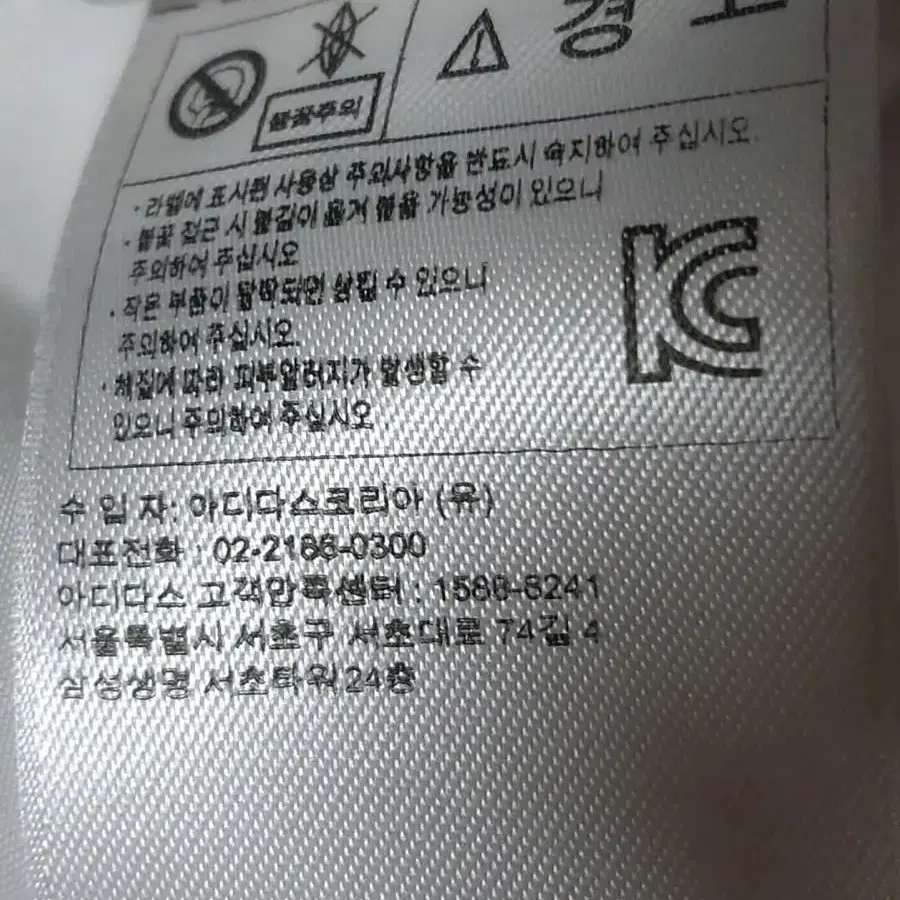 경고
불꽃주의
· 라벨에 표시된 사용상 주의사항을 반드시 숙지하여 주십시오.
· 불꽃 접근 시 불길이 옮겨 붙을 가능성이 있으니
주의하여 주십시오
· 작은 부품이 탈락되면 삼킬 수 있으니
주의하여 주십시오.
· 체질에 따라 피부알러지가 발생할 수
있으니 주의하여 주십시오.
KC
수 입 자: 아디다스코리아 (유)
대표전화 : 02-2186-0300
아디다스 고객만족센터 : 1588-8241
서울특별시 서초구 서초대로 74길 4
삼성생명 서초타워 24층